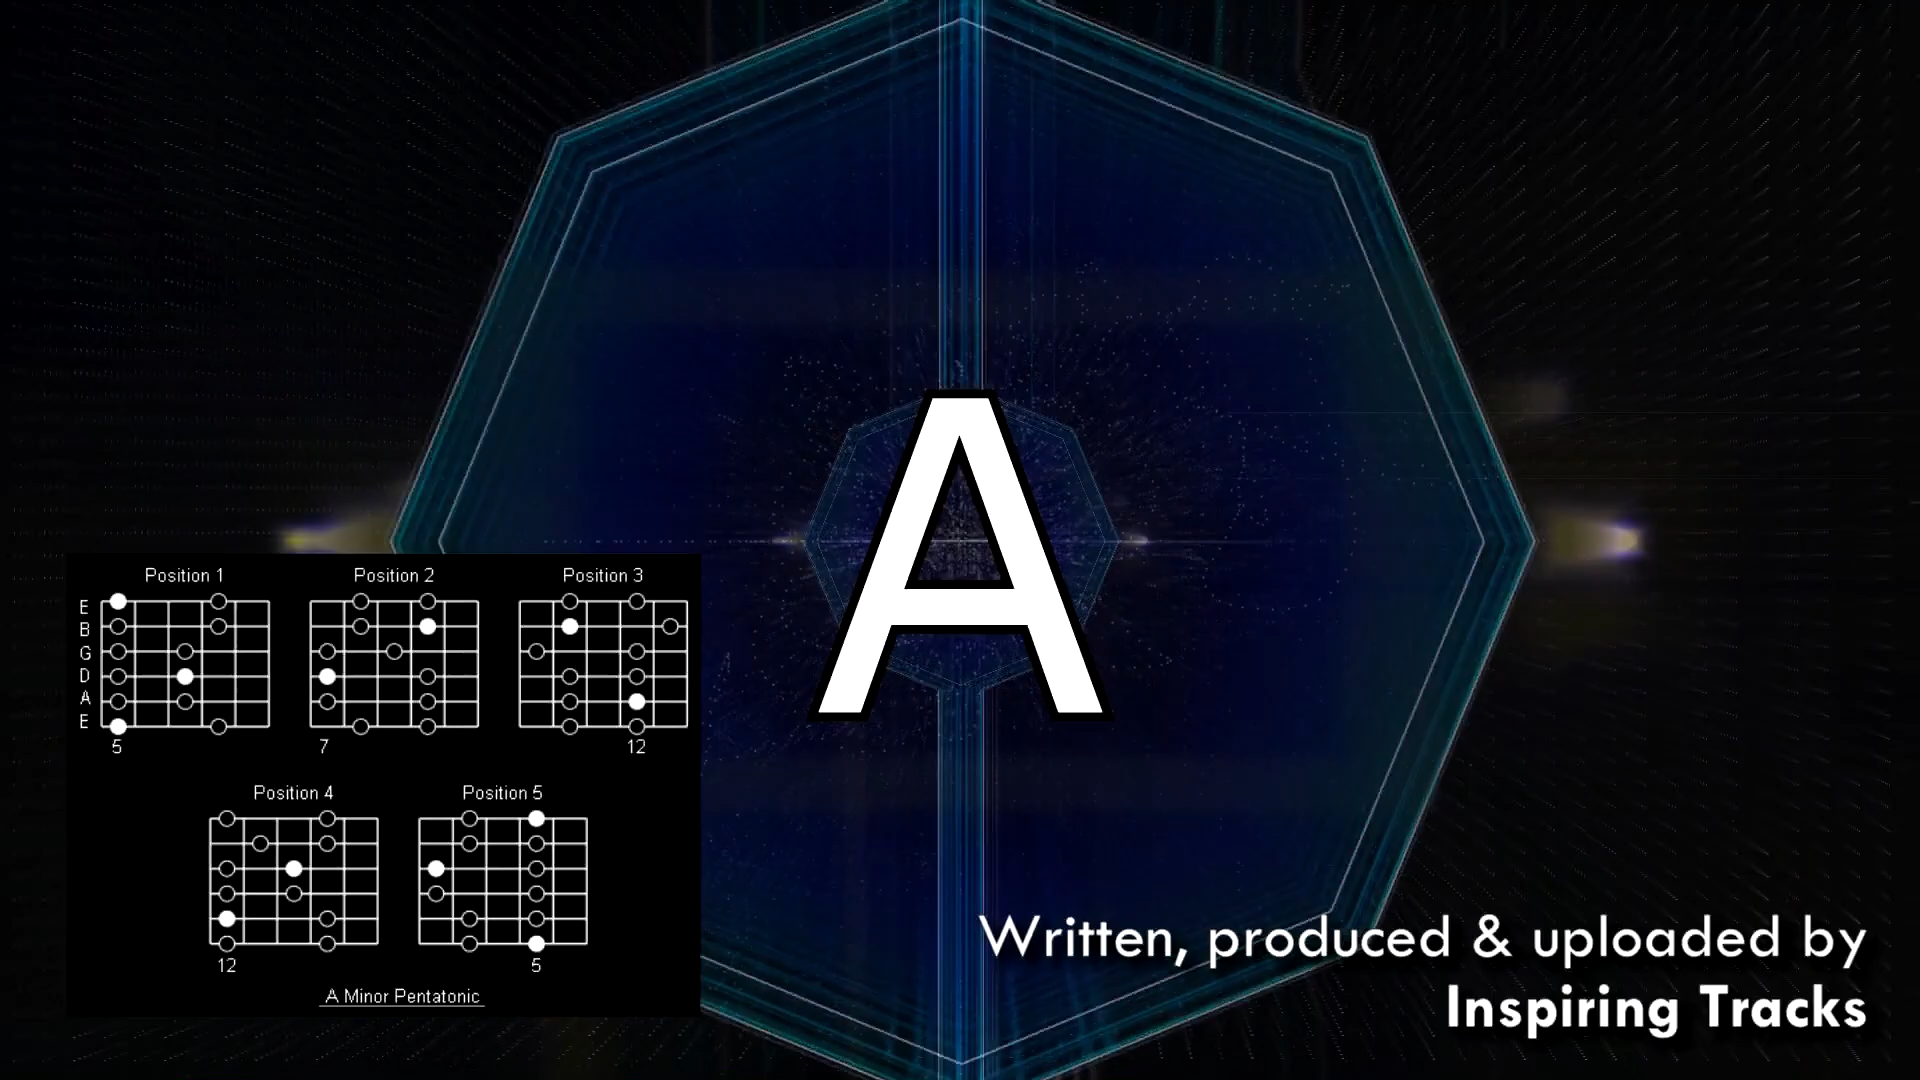 A
Position 1
Position 2
Position 3
E
B
G
D
A
E
5
7
12
Position 4
Position 5
12
5
A Minor Pentatonic
Written, produced & uploaded by
Inspiring Tracks